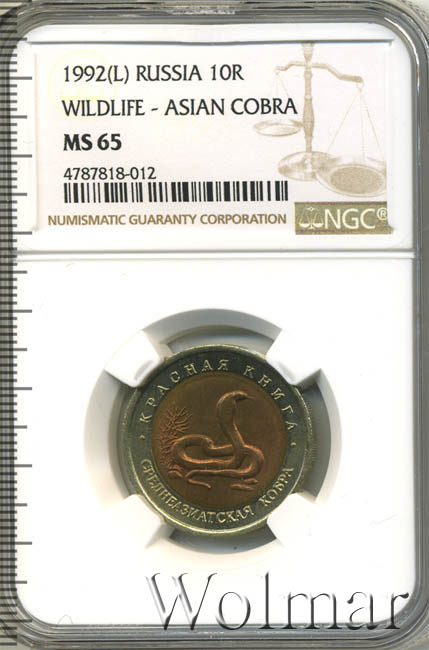 1992(L) RUSSIA 10R
WILDLIFE - ASIAN COBRA
MS 65
4787818-012
NUMISMATIC GUARANTY CORPORATION
NGC®
КРАСНАЯ КНИГА
СРЕДНЕАЗИАТСКАЯ КОБРА
Wolmar